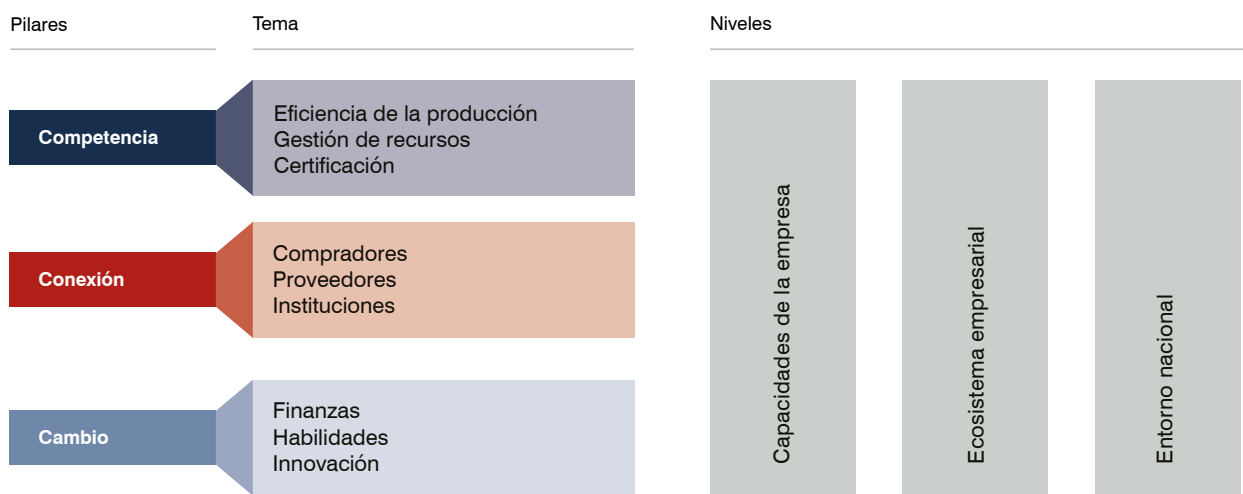 Pilares
Tema
Niveles
Competencia
Eficiencia de la producción
Gestión de recursos
Certificación
Conexión
Compradores
Proveedores
Instituciones
Cambio
Finanzas
Habilidades
Innovación
Capacidades de la empresa
Ecosistema empresarial
Entorno nacional